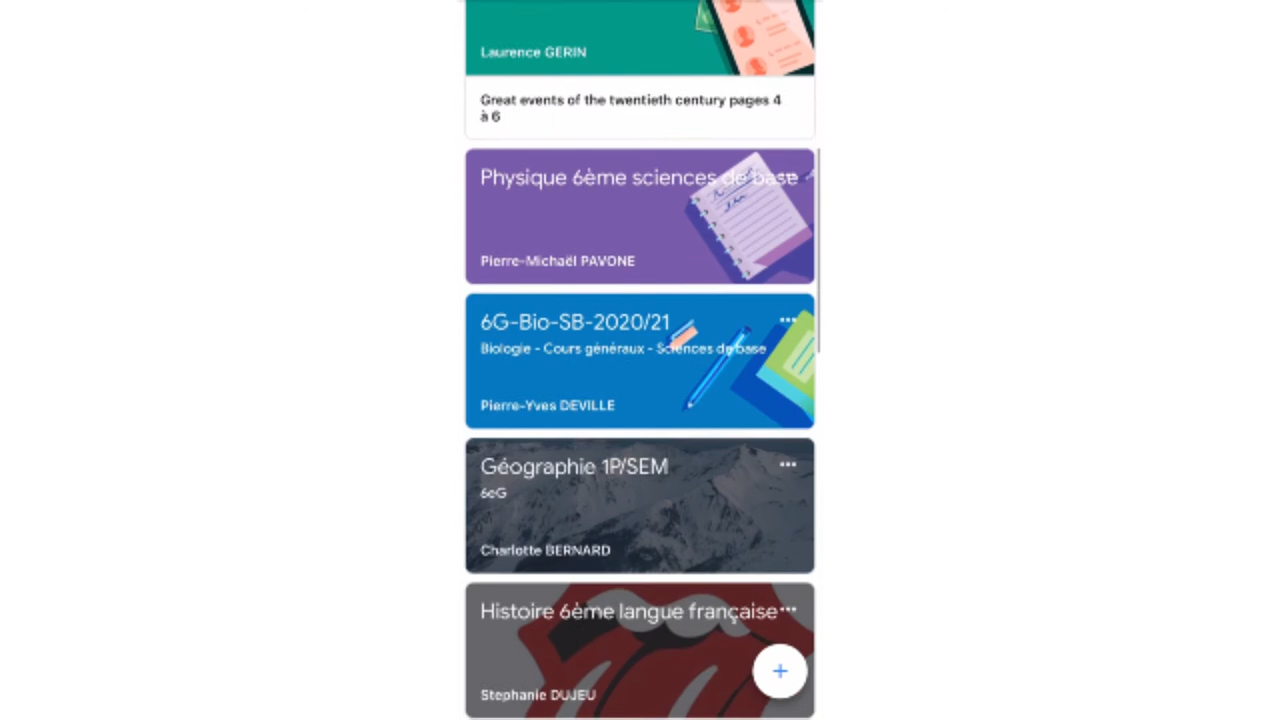 Laurence GERIN
Great events of the twentieth century pages 4
à 6
Physique 6ème sciences de base
Pierre-Michaël PAVONE
6G-Bio-SB-2020/21
Biologie - Cours généraux - Sciences de base
Pierre-Yves DEVILLE
Géographie 1P/SEM
6eG
Charlotte BERNARD
Histoire 6ème langue française
Stephanie DUJEU